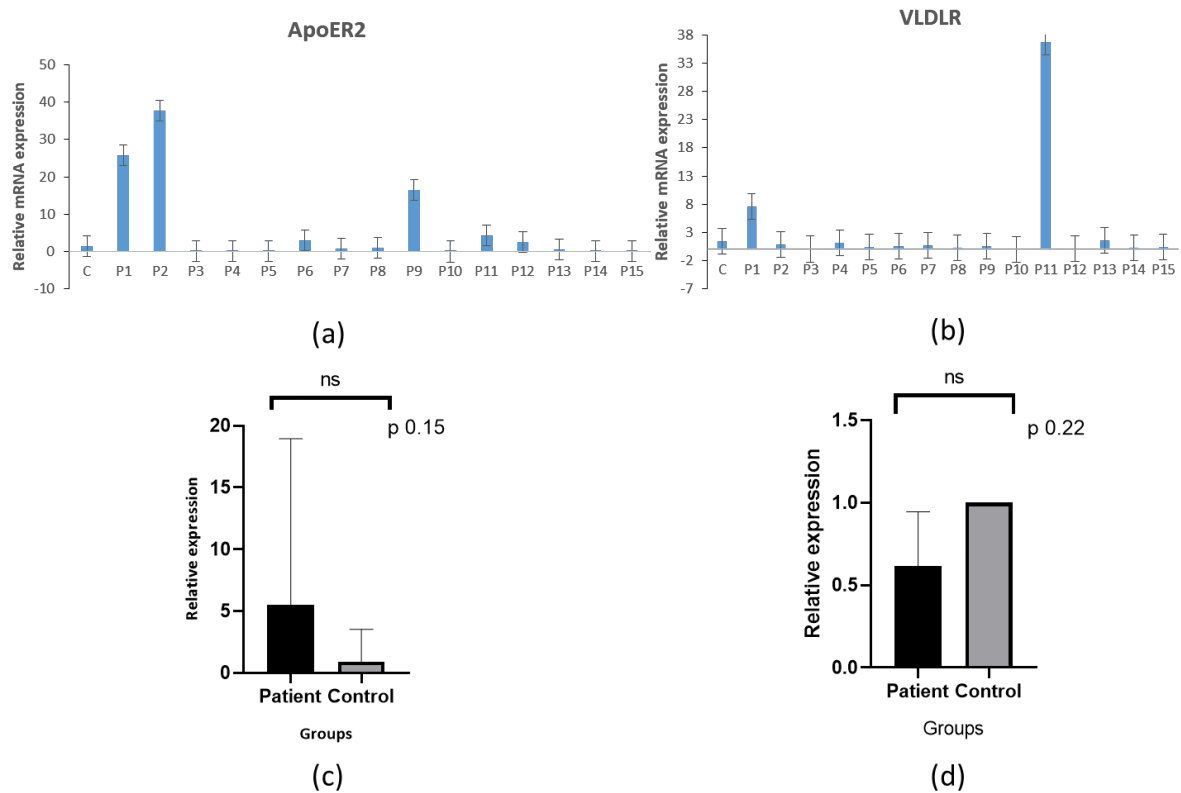 ApoER2
Relative mRNA expression
50
40
30
20
10
0
-10
C P1 P2 P3 P4 P5 P6 P7 P8 P9 P10 P11 P12 P13 P14 P15
(a)
VLDLR
Relative mRNA expression
38
33
28
23
18
13
8
3
-2
-7
C P1 P2 P3 P4 P5 P6 P7 P8 P9 P10 P11 P12 P13 P14 P15
(b)
ns
p 0.15
Relative expression
20
15
10
5
0
Patient Control
Groups
(c)
ns
p 0.22
Relative expression
1.5
1.0
0.5
0.0
Patient Control
Groups
(d)